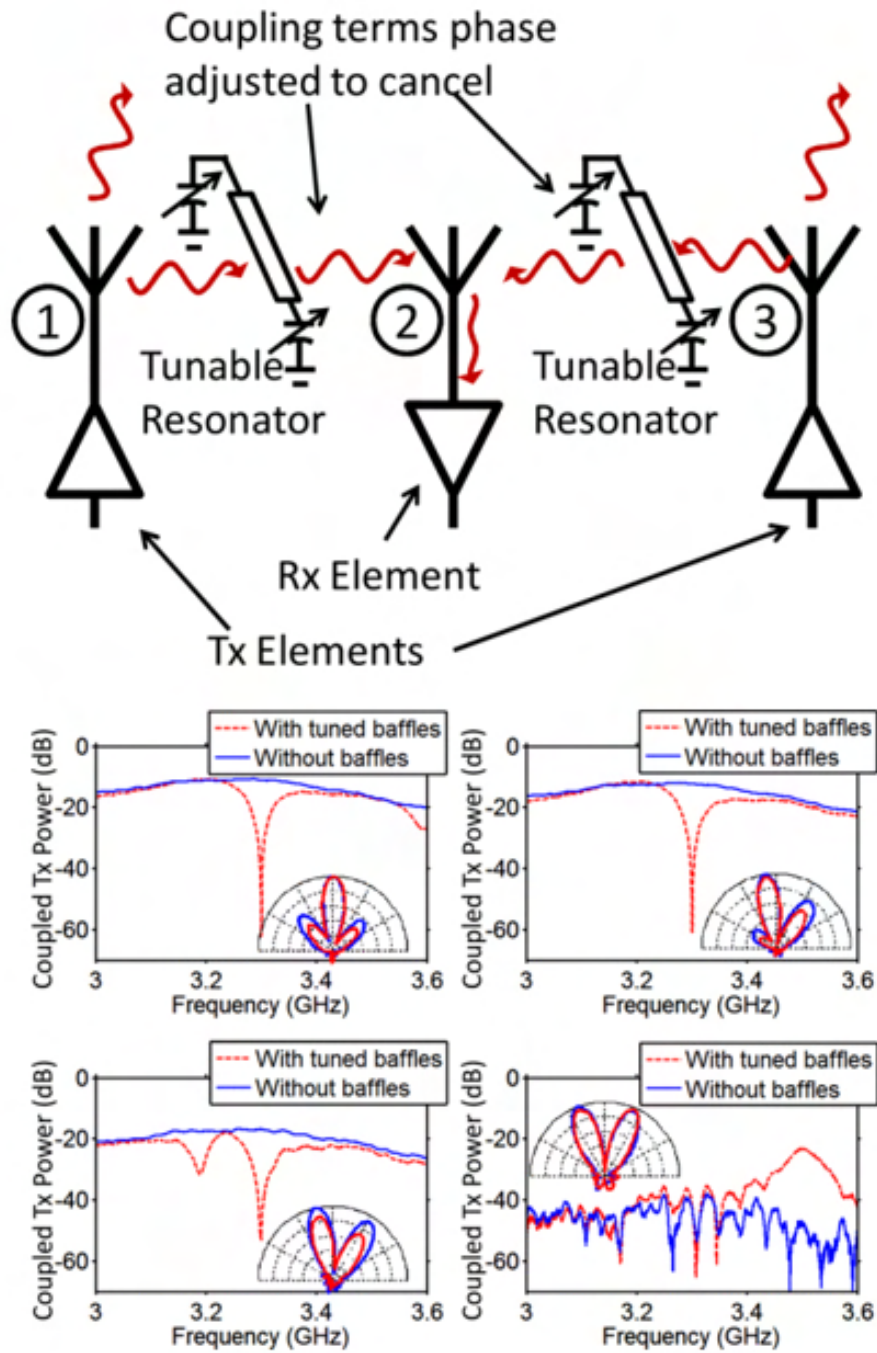 Coupling terms phase
adjusted to cancel
1
2
3
Tunable
Resonator
Tunable
Resonator
Rx Element
Tx Elements
With tuned baffles
Without baffles
Coupled Tx Power (dB)
0
-20
-40
-60
3
3.2
3.4
3.6
Frequency (GHz)
With tuned baffles
Without baffles
Coupled Tx Power (dB)
0
-20
-40
-60
3
3.2
3.4
3.6
Frequency (GHz)
With tuned baffles
Without baffles
Coupled Tx Power (dB)
0
-20
-40
-60
3
3.2
3.4
3.6
Frequency (GHz)
With tuned baffles
Without baffles
Coupled Tx Power (dB)
0
-20
-40
-60
3
3.2
3.4
3.6
Frequency (GHz)